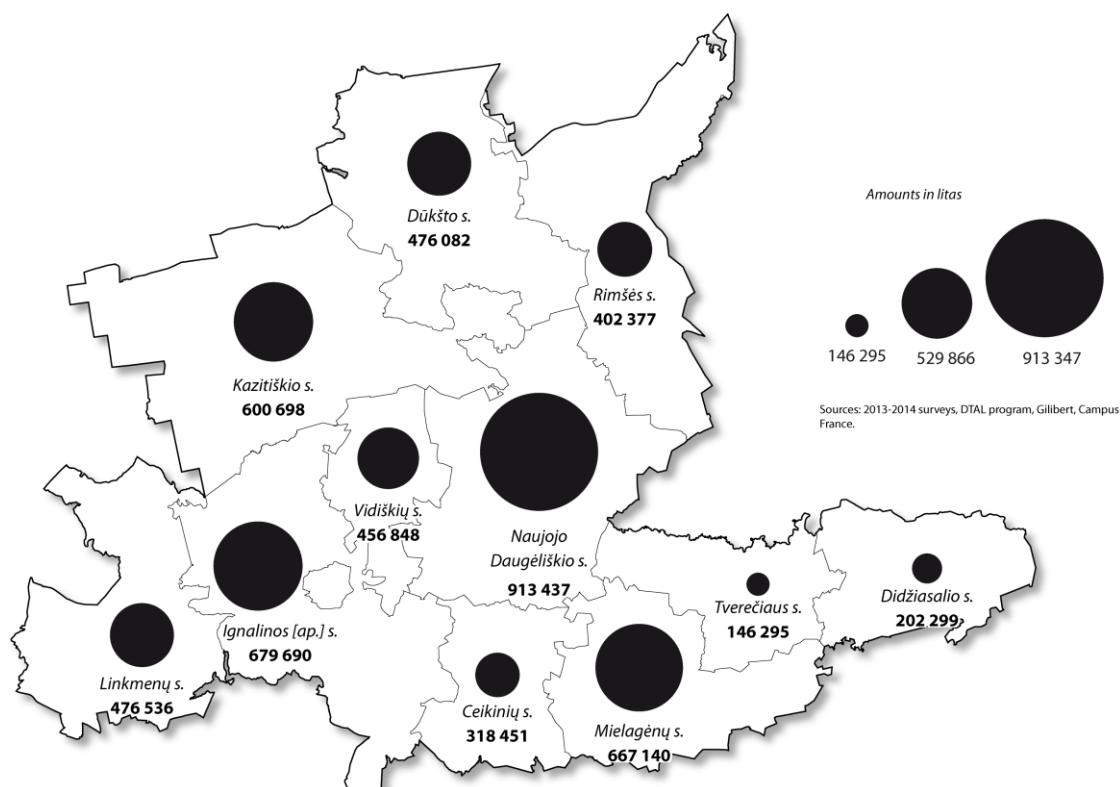 Dūkšto s.
476 082
Rimšės s.
402 377
Amounts in litas
146 295
529 866
913 347
Sources: 2013-2014 surveys, DTAL program, Gilibert, Campus
France.
Kazitiškio s.
600 698
Vidiškių s.
456 848
Naujojo
Daugėliškio s.
913 437
Ignalinos [ap.] s.
679 690
Linkmenų s.
476 536
Ceikinių s.
318 451
Mielagėnų s.
667 140
Tverečiaus s.
146 295
Didžiasalio s.
202 299